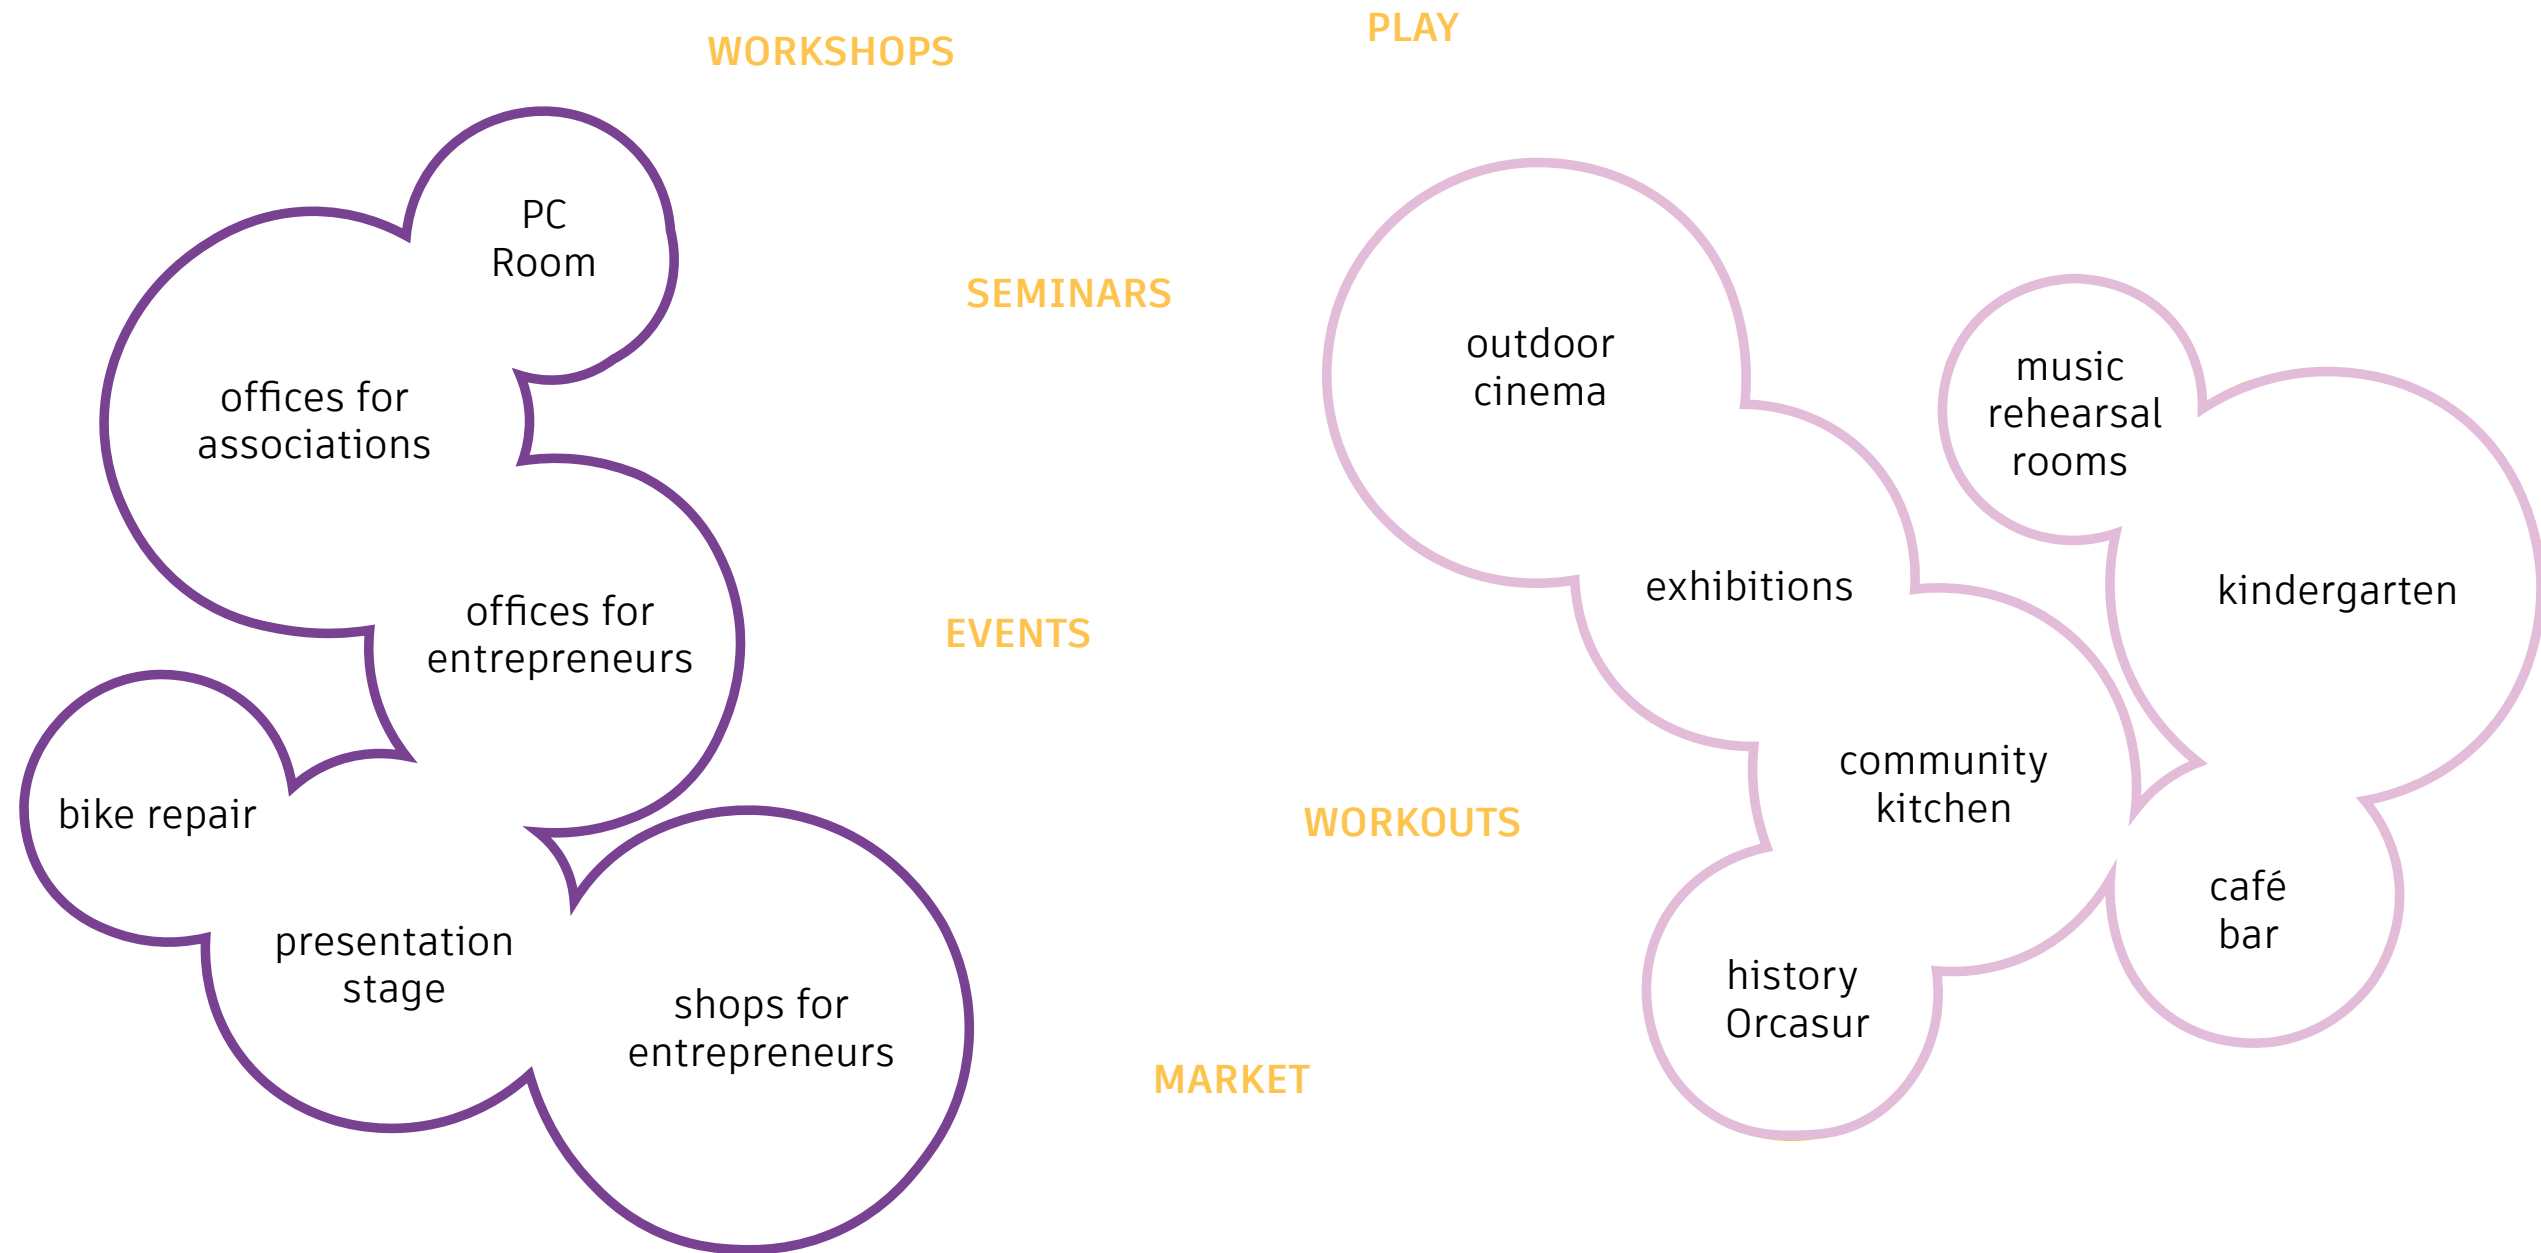 PLAY
WORKSHOPS
PC
Room
SEMINARS
outdoor
cinema
music
rehearsal
rooms
offices for
associations
exhibitions
kindergarten
offices for
entrepreneurs
EVENTS
community
kitchen
bike repair
WORKOUTS
café
bar
presentation
stage
history
Orcasur
shops for
entrepreneurs
MARKET